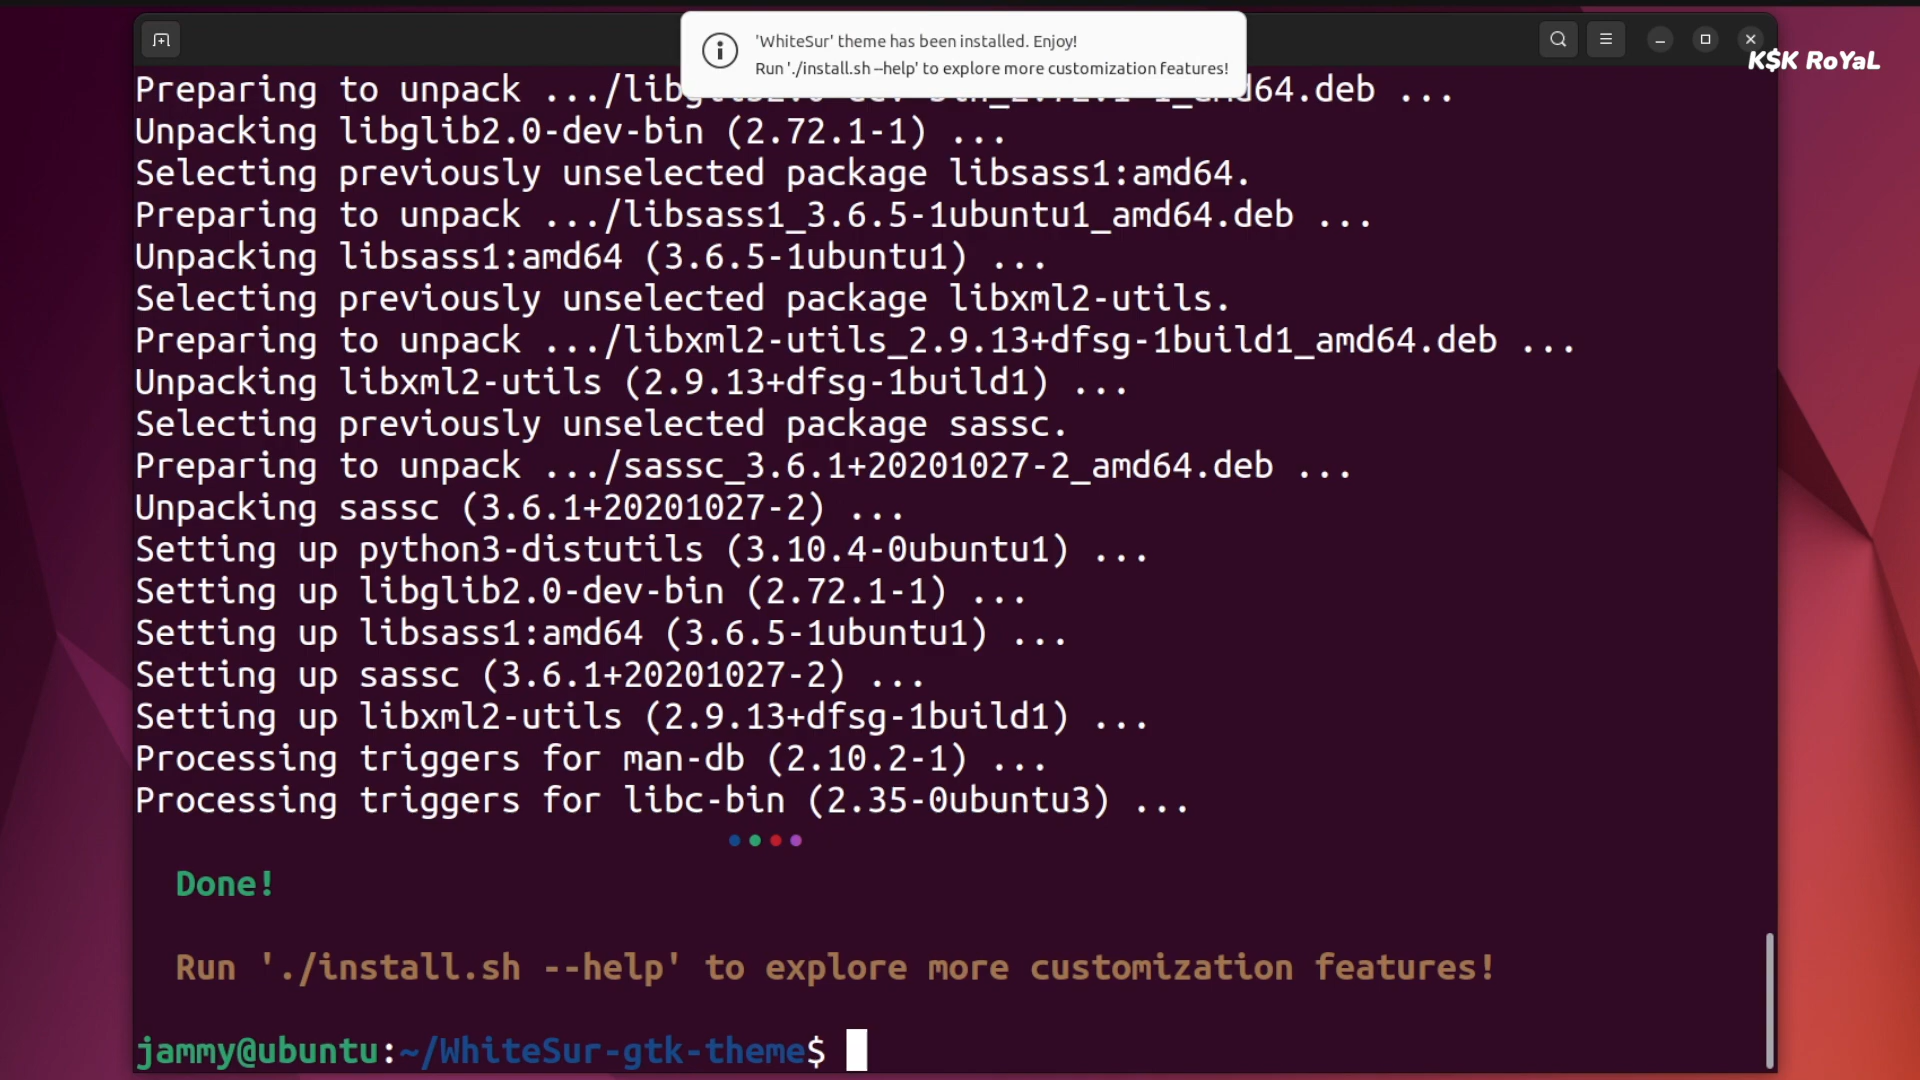 'WhiteSur' theme has been installed. Enjoy!
Run './install.sh --help' to explore more customization features!
K$K RoYaL
Preparing to unpack .../libglib2.0-dev-bin_2.72.1-1_amd64.deb ...
Unpacking libglib2.0-dev-bin (2.72.1-1) ...
Selecting previously unselected package libsass1:amd64.
Preparing to unpack .../libsass1_3.6.5-1ubuntu1_amd64.deb ...
Unpacking libsass1:amd64 (3.6.5-1ubuntu1) ...
Selecting previously unselected package libxml2-utils.
Preparing to unpack .../libxml2-utils_2.9.13+dfsg-1build1_amd64.deb ...
Unpacking libxml2-utils (2.9.13+dfsg-1build1) ...
Selecting previously unselected package sassc.
Preparing to unpack .../sassc_3.6.1+20201027-2_amd64.deb ...
Unpacking sassc (3.6.1+20201027-2) ...
Setting up python3-distutils (3.10.4-0ubuntu1) ...
Setting up libglib2.0-dev-bin (2.72.1-1) ...
Setting up libsass1:amd64 (3.6.5-1ubuntu1) ...
Setting up sassc (3.6.1+20201027-2) ...
Setting up libxml2-utils (2.9.13+dfsg-1build1) ...
Processing triggers for man-db (2.10.2-1) ...
Processing triggers for libc-bin (2.35-0ubuntu3) ...
Done!
Run './install.sh --help' to explore more customization features!
jammy@ubuntu:~/WhiteSur-gtk-theme$